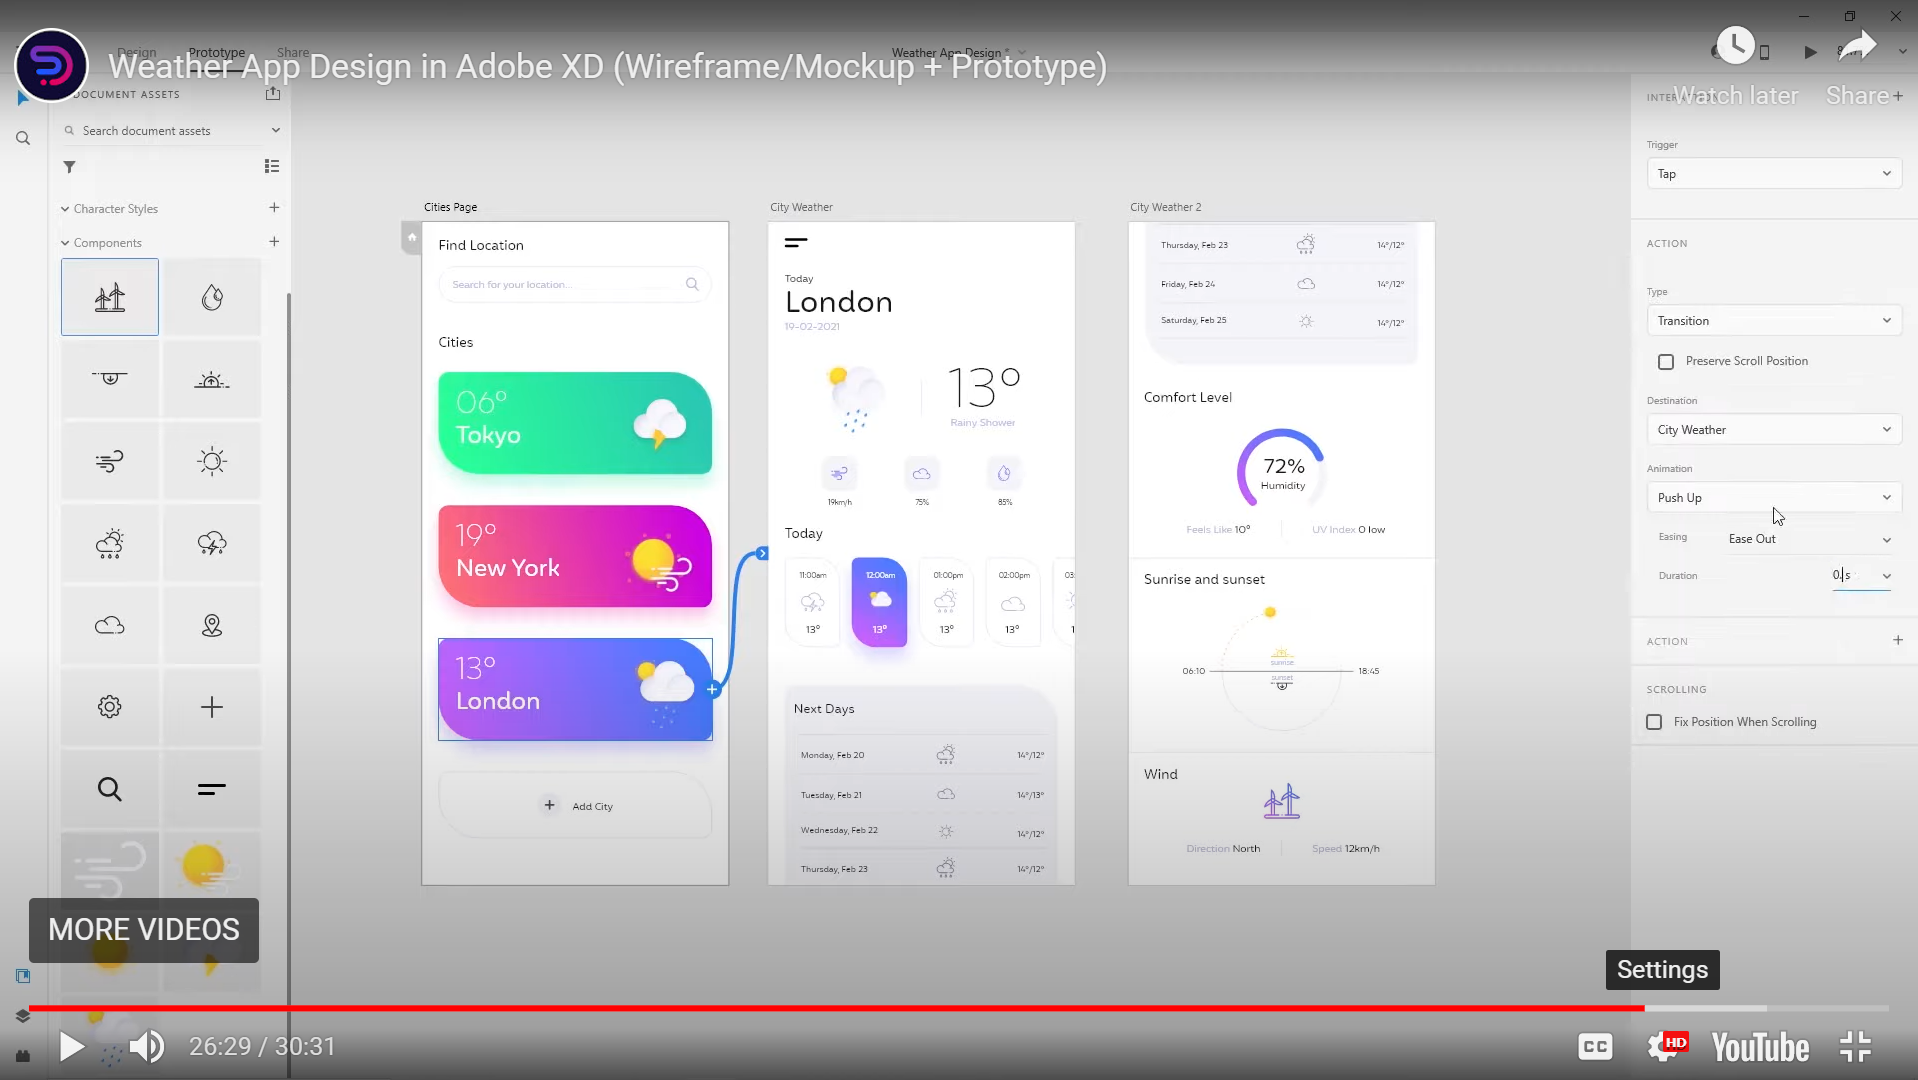 Design
Prototype
Share
Weather App Design *
Weather App Design in Adobe XD (Wireframe/Mockup + Prototype)
Watch later
Share
DOCUMENT ASSETS
Search document assets
Character Styles
Components
Cities Page
Find Location
Search for your location...
Cities
06°
Tokyo
19°
New York
13°
London
+ Add City
City Weather
Today
London
19-02-2021
13°
Rainy Shower
19km/h
75%
85%
Today
11:00am
12:00am
01:00pm
02:00pm
03:
13°
13°
13°
13°
1
Next Days
Monday, Feb 20
14°/12°
Tuesday, Feb 21
14°/13°
Wednesday, Feb 22
14°/12°
Thursday, Feb 23
14°/12°
City Weather 2
Thursday, Feb 23
14°/12°
Friday, Feb 24
14°/12°
Saturday, Feb 25
14°/12°
Comfort Level
72%
Humidity
Feels Like 10°
UV Index 0 low
Sunrise and sunset
sunrise
06:10
18:45
sunset
Wind
Direction North
Speed 12km/h
Trigger
Tap
ACTION
Type
Transition
Preserve Scroll Position
Destination
City Weather
Animation
Push Up
Easing
Ease Out
Duration
0.s
ACTION
SCROLLING
Fix Position When Scrolling
MORE VIDEOS
Settings
26:29 / 30:31
CC
HD
YouTube